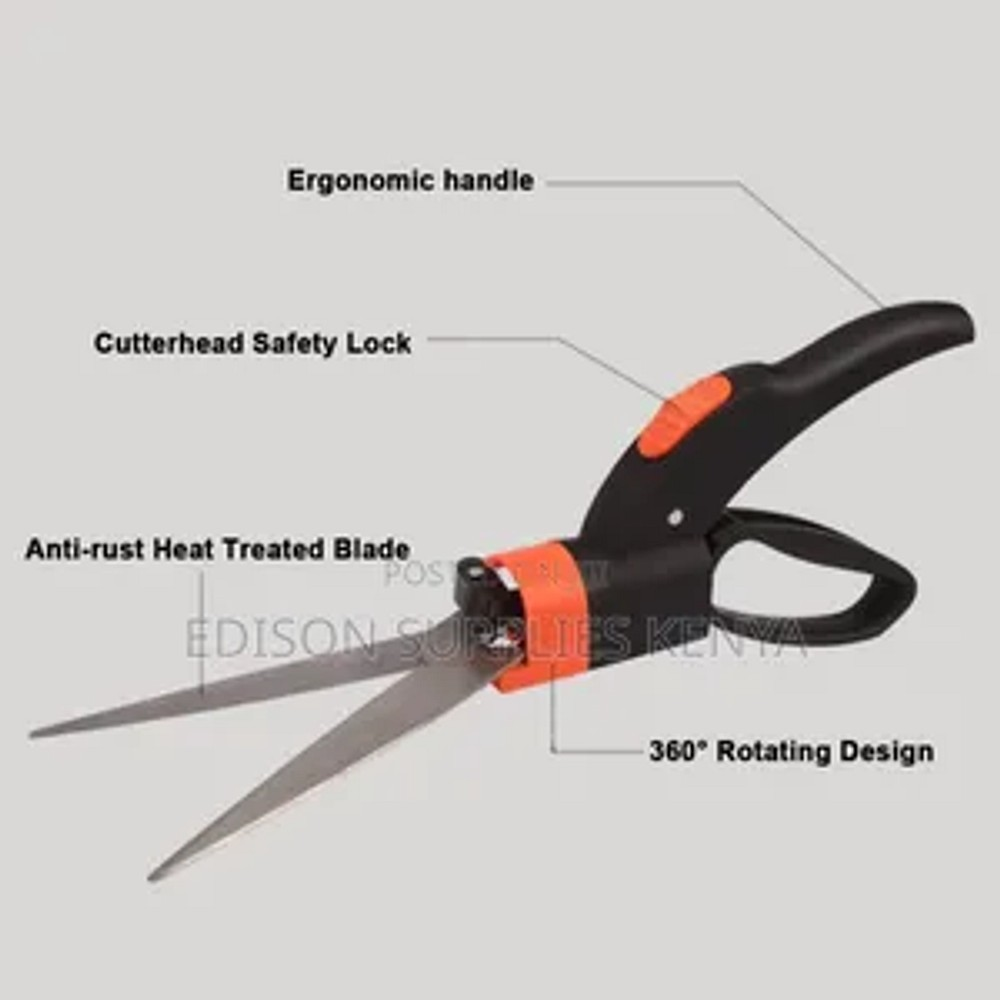 Ergonomic handle
Cutterhead Safety Lock
Anti-rust Heat Treated Blade
EDISON SUPPLIES KENYA
360° Rotating Design